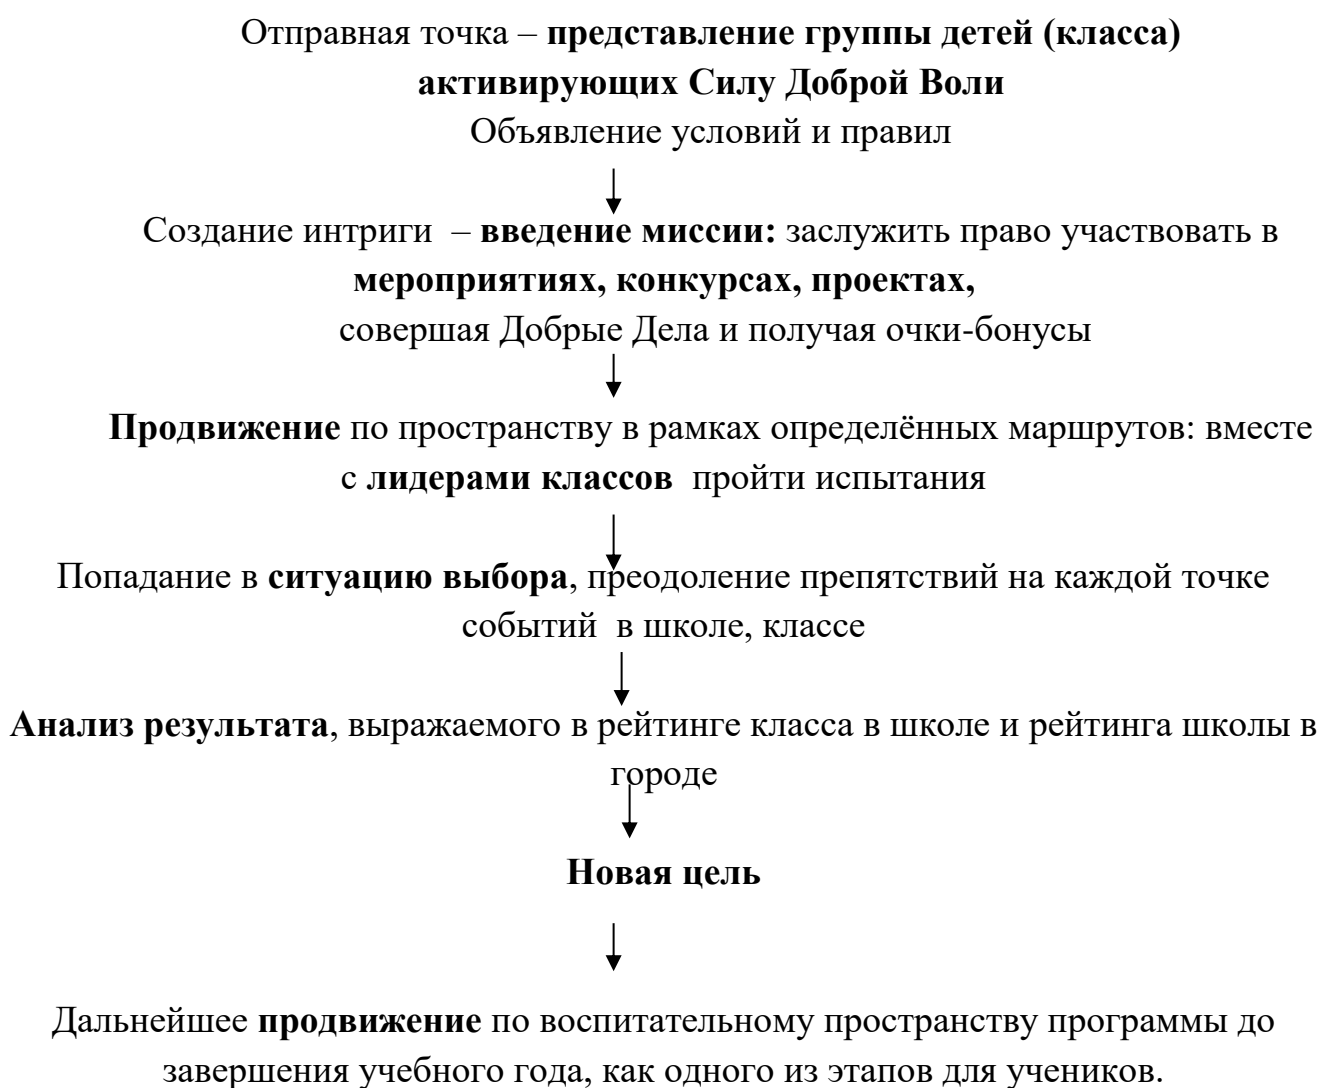 Отправная точка – представление группы детей (класса)
активирующих Силу Доброй Воли
Объявление условий и правил
Создание интриги – введение миссии: заслужить право участвовать в
мероприятиях, конкурсах, проектах,
совершая Добрые Дела и получая очки-бонусы
Продвижение по пространству в рамках определённых маршрутов: вместе
с лидерами классов пройти испытания
Попадание в ситуацию выбора, преодоление препятствий на каждой точке
событий в школе, классе
Анализ результата, выражаемого в рейтинге класса в школе и рейтинга школы в
городе
Новая цель
Дальнейшее продвижение по воспитательному пространству программы до
завершения учебного года, как одного из этапов для учеников.